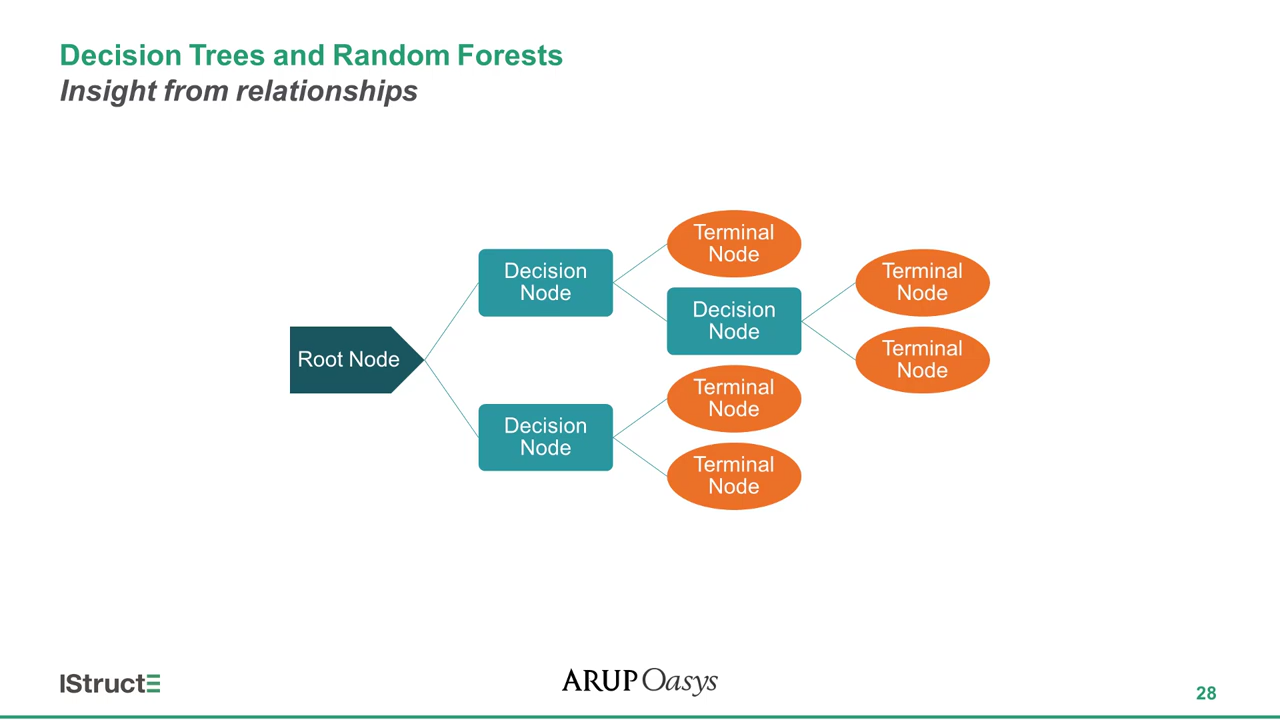 Decision Trees and Random Forests
Insight from relationships
Root Node
Decision
Node
Terminal
Node
Decision
Node
Terminal
Node
Terminal
Node
Decision
Node
Terminal
Node
Terminal
Node
IStructE
ARUP Oasys
28